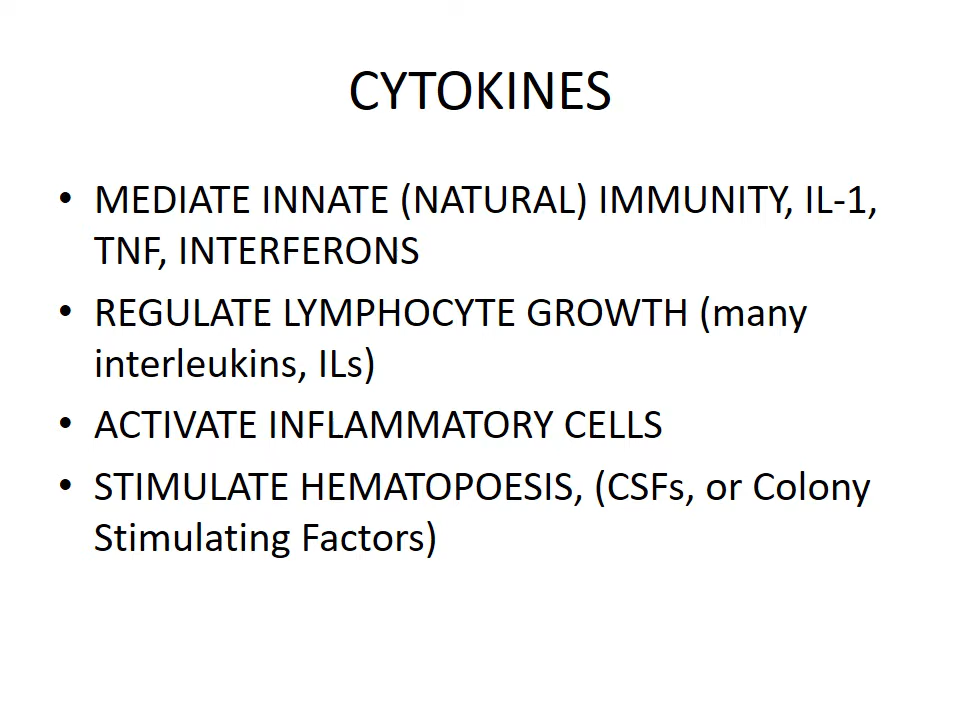 CYTOKINES
• MEDIATE INNATE (NATURAL) IMMUNITY, IL-1,
TNF, INTERFERONS
• REGULATE LYMPHOCYTE GROWTH (many
interleukins, ILs)
• ACTIVATE INFLAMMATORY CELLS
• STIMULATE HEMATOPOESIS, (CSFs, or Colony
Stimulating Factors)